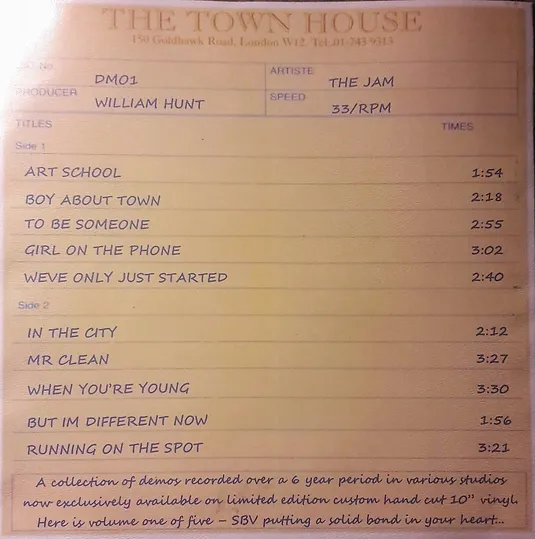 THE TOWN HOUSE
150 Goldhawk Road, London W12. Tel: 01-743 9313
DM01
ARTISTE THE JAM
PRODUCER WILLIAM HUNT
SPEED 33/RPM
TITLES TIMES
Side 1
ART SCHOOL 1:54
BOY ABOUT TOWN 2:18
TO BE SOMEONE 2:55
GIRL ON THE PHONE 3:02
WEVE ONLY JUST STARTED 2:40
Side 2
IN THE CITY 2:12
MR CLEAN 3:27
WHEN YOU'RE YOUNG 3:30
BUT IM DIFFERENT NOW 1:56
RUNNING ON THE SPOT 3:21
A collection of demos recorded over a 6 year period in various studios
now exclusively available on limited edition custom hand cut 10" vinyl.
Here is volume one of five – SBV putting a solid bond in your heart...